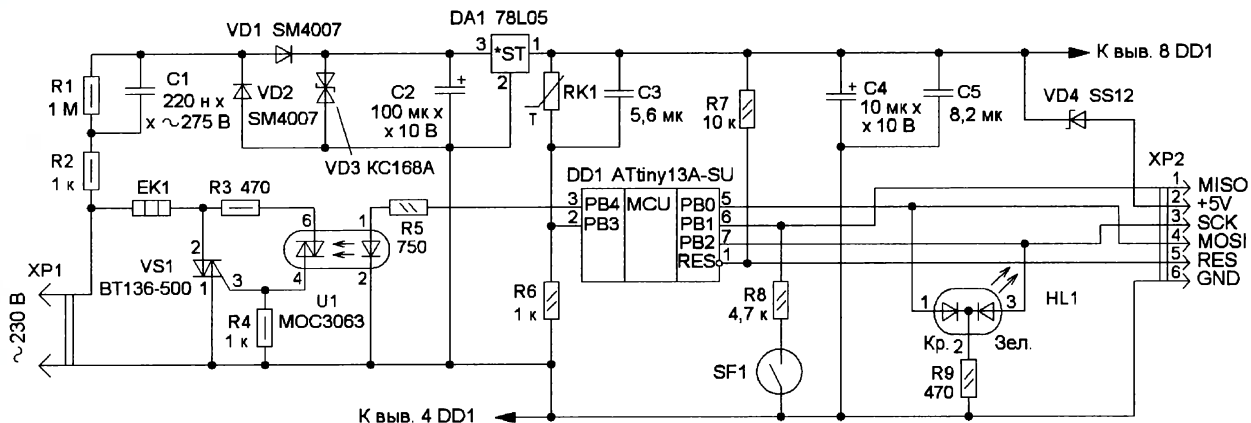 DA1 78L05
VD1 SM4007
3
*ST
1
2
К выв. 8 DD1
R1
1 М
C1
220 н х
х ~275 В
VD2
SM4007
C2
100 мк х
х 10 В
+
RK1
T
C3
5,6 мк
R7
10 к
+
C4
10 мк х
х 10 В
C5
8,2 мк
VD4 SS12
VD3 КС168А
R2
1 к
DD1 ATtiny13A-SU
XP2
EK1
R3 470
R5
750
3
2
PB4
PB3
MCU
PB0
PB1
PB2
RES
5
6
7
1
1
2
3
4
5
6
MISO
+5V
SCK
MOSI
RES
GND
6
1
4
2
U1
MOC3063
XP1
~230 В
VS1
BT136-500
2
3
1
R4
1 к
R6
1 к
R8
4,7 к
SF1
1
3
HL1
Кр.
2
Зел.
R9
470
К выв. 4 DD1